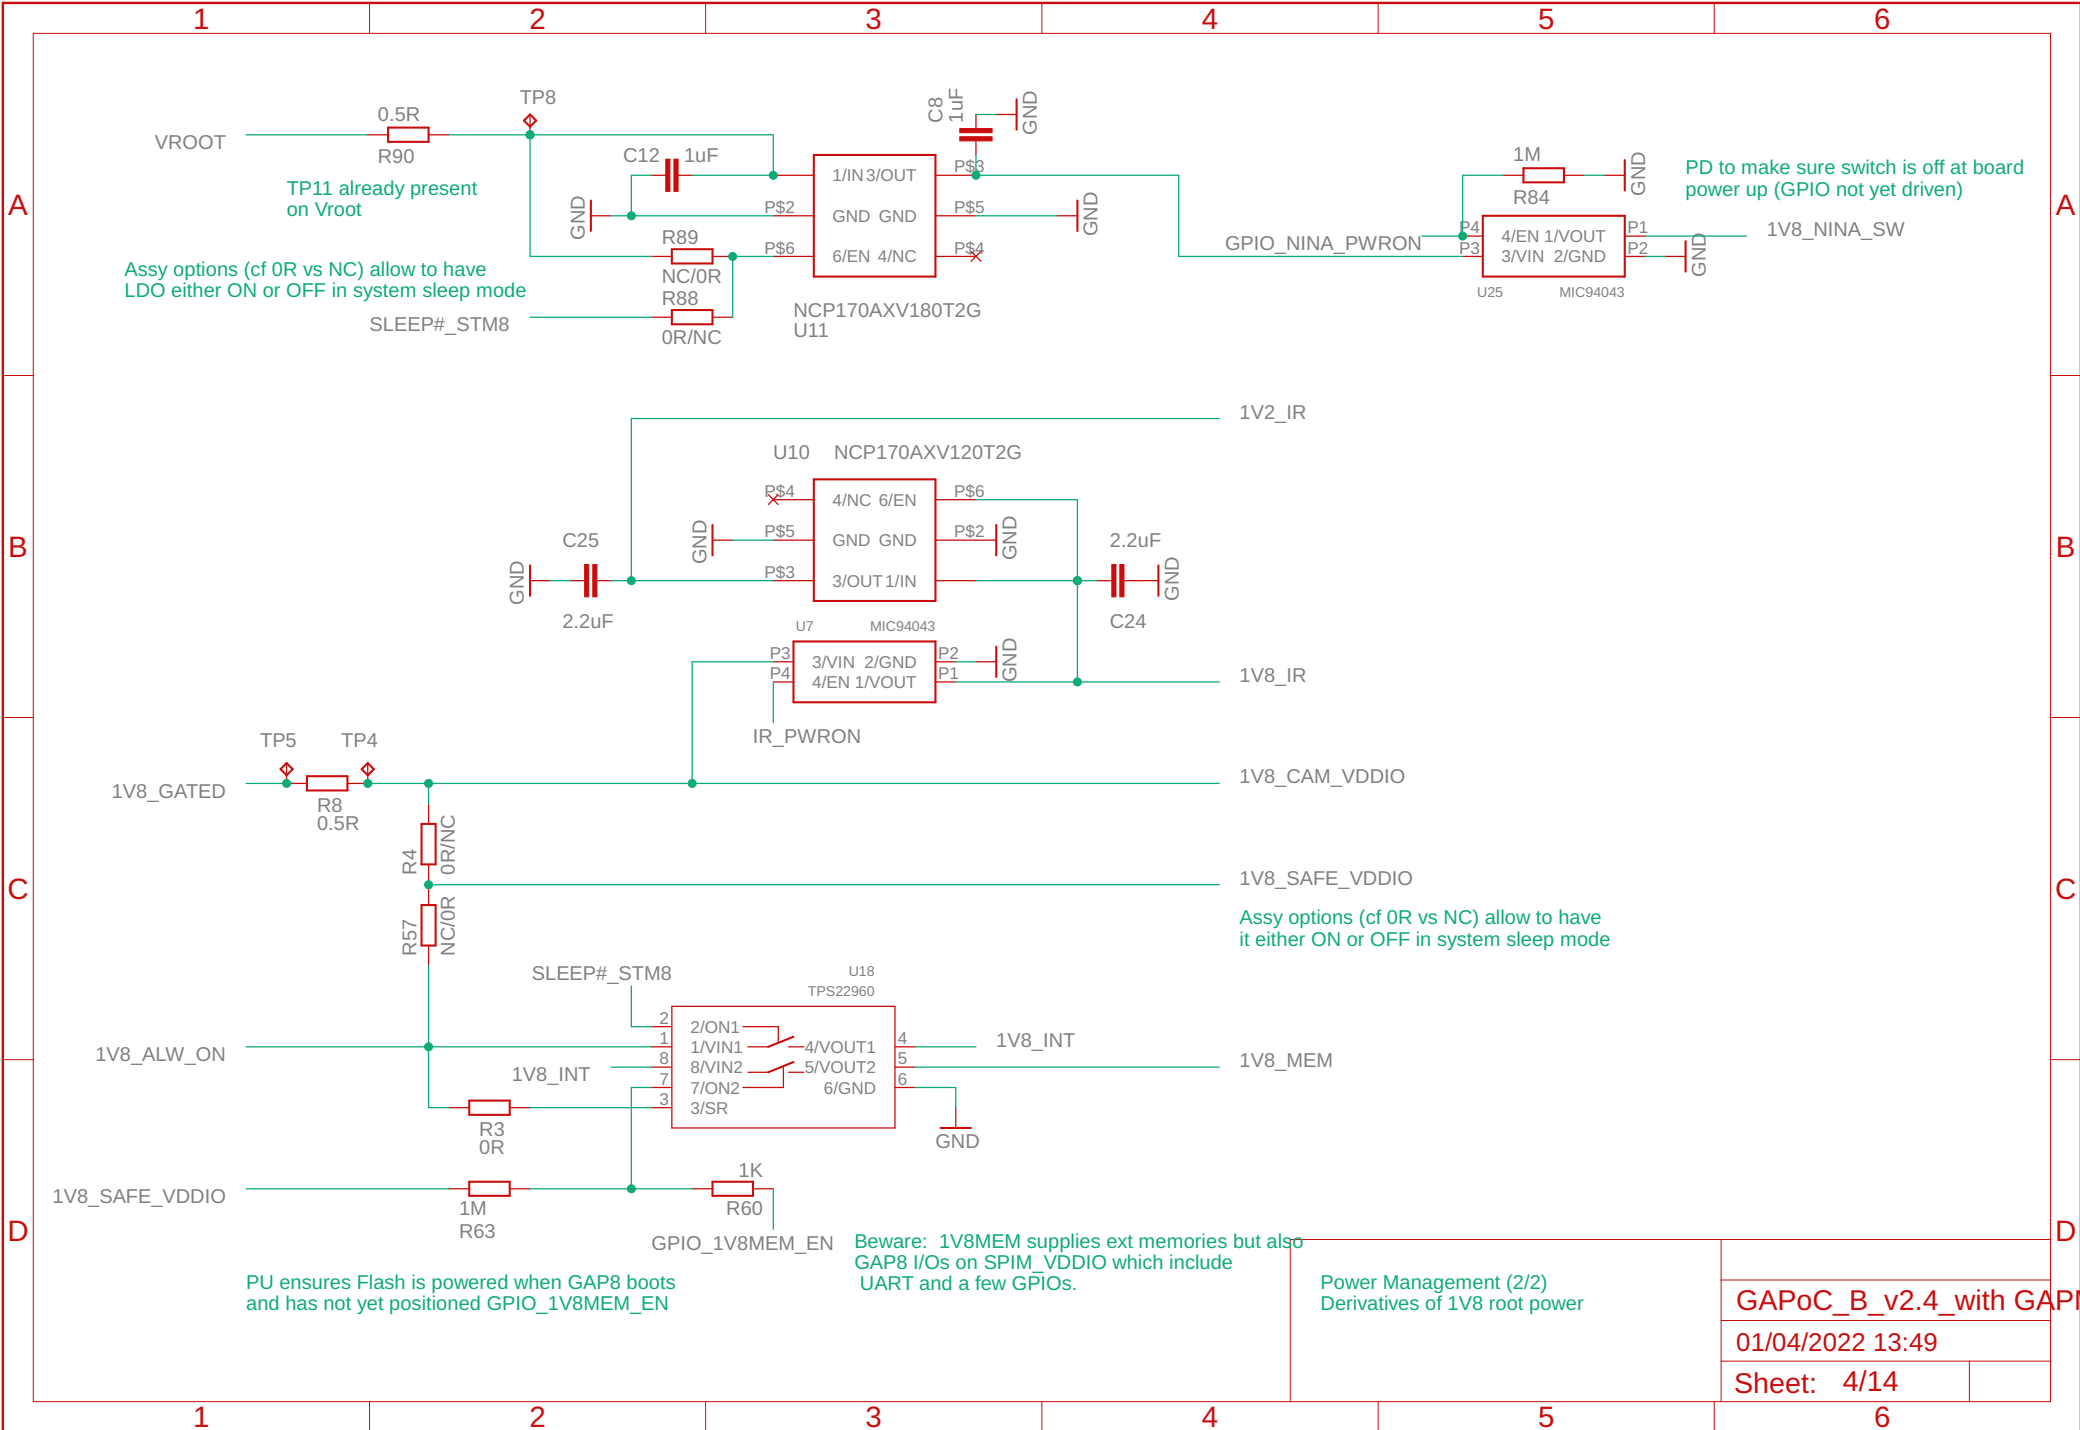 1 2 3 4 5 6
A
A
B
B
C
C
D
D
VROOT
0.5R
R90
TP8
TP11 already present
on Vroot
C12 1uF
C8
1uF
GND
GND
GND
1/IN 3/OUT
GND GND
6/EN 4/NC
P$2
P$6
P$3
P$5
P$4
R89
NC/0R
R88
0R/NC
NCP170AXV180T2G
U11
Assy options (cf 0R vs NC) allow to have
LDO either ON or OFF in system sleep mode
SLEEP#_STM8
1M
R84
GND
PD to make sure switch is off at board
power up (GPIO not yet driven)
GPIO_NINA_PWRON
P4
P3
4/EN 1/VOUT
3/VIN 2/GND
P1
P2
GND
1V8_NINA_SW
U25 MIC94043
1V2_IR
U10 NCP170AXV120T2G
P$4
P$5
P$3
4/NC 6/EN
GND GND
3/OUT 1/IN
P$6
P$2
GND
GND
GND
GND
C25
2.2uF
2.2uF
C24
U7 MIC94043
P3
P4
3/VIN 2/GND
4/EN 1/VOUT
P2
P1
GND
1V8_IR
IR_PWRON
TP5 TP4
1V8_GATED
R8
0.5R
1V8_CAM_VDDIO
R4
0R/NC
1V8_SAFE_VDDIO
R57
NC/0R
Assy options (cf 0R vs NC) allow to have
it either ON or OFF in system sleep mode
SLEEP#_STM8
U18
TPS22960
2
1
8
7
3
2/ON1
1/VIN1
8/VIN2
7/ON2
3/SR
4/VOUT1
5/VOUT2
6/GND
4
5
6
1V8_ALW_ON
1V8_INT
1V8_INT
1V8_MEM
GND
R3
0R
1V8_SAFE_VDDIO
1M
R63
1K
R60
GPIO_1V8MEM_EN
PU ensures Flash is powered when GAP8 boots
and has not yet positioned GPIO_1V8MEM_EN
Beware: 1V8MEM supplies ext memories but also
GAP8 I/Os on SPIM_VDDIO which include
UART and a few GPIOs.
Power Management (2/2)
Derivatives of 1V8 root power
GAPoC_B_v2.4_with
01/04/2022 13:49
Sheet: 4/14
1 2 3 4 5 6